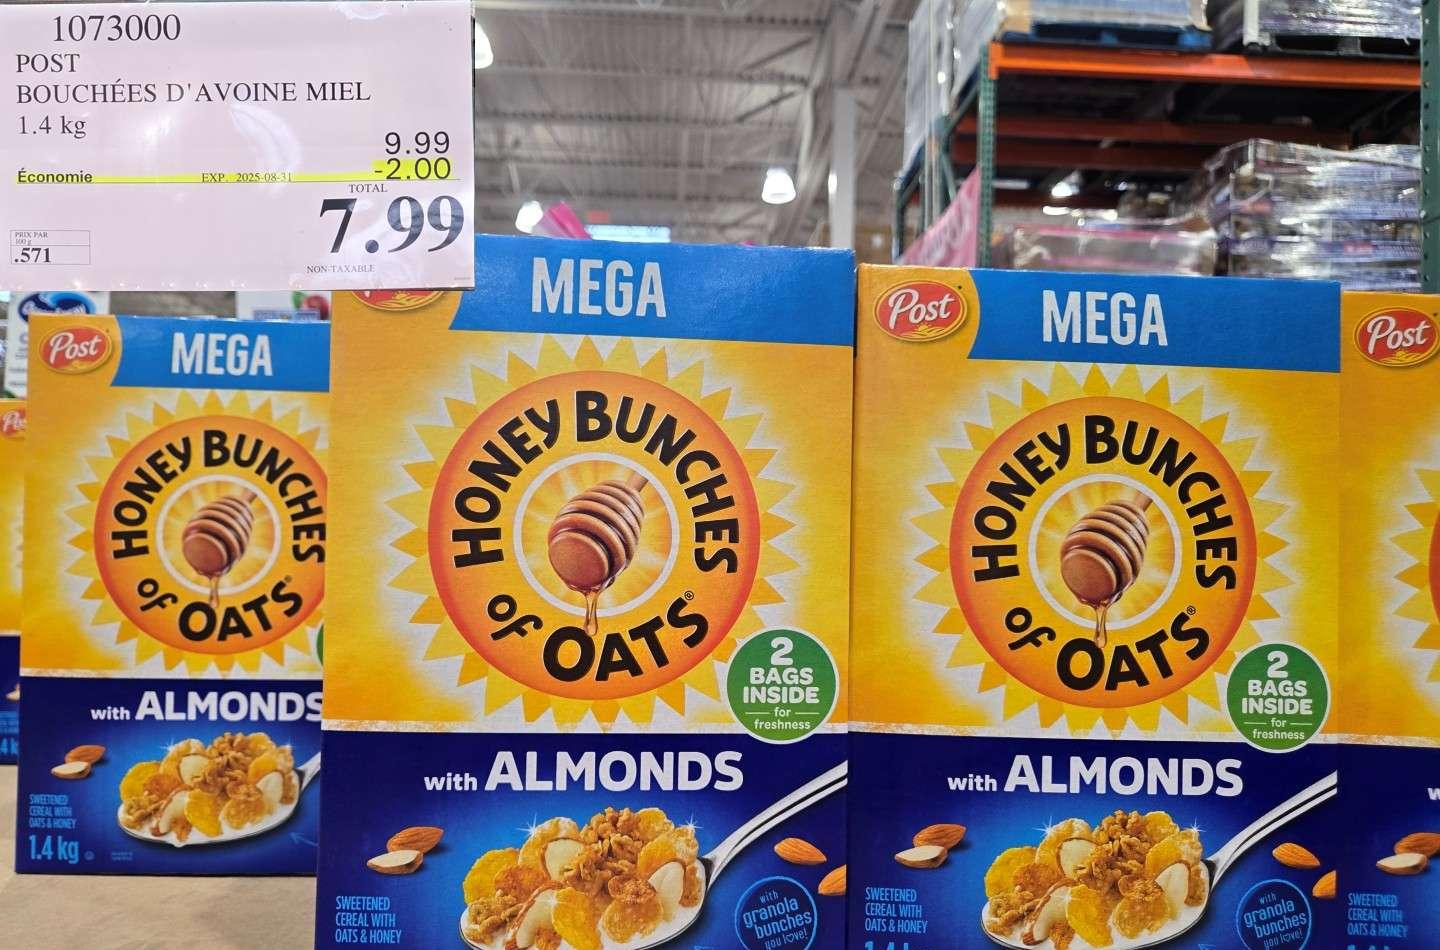 1073000
POST
BOUCHÉES D'AVOINE MIEL
1.4 kg
9.99
Économie EXP. 2025-08-31 -2.00
TOTAL
7.99
PRIX PAR
100 g
.571
NON-TAXABLE
Post
MEGA
HONEY BUNCHES
of OATS®
with ALMONDS
SWEETENED
CEREAL WITH
OATS & HONEY
1.4 kg
MEGA
HONEY BUNCHES
of OATS®
2
BAGS
INSIDE
for
freshness
with ALMONDS
SWEETENED
CEREAL WITH
OATS & HONEY
with
granola
bunches
you love!
Post
MEGA
HONEY BUNCHES
of OATS®
2
BAGS
INSIDE
for
freshness
with ALMONDS
SWEETENED
CEREAL WITH
OATS & HONEY
with
granola
bunches
you love!
Post
SWEETENED
CEREAL WITH
OATS & HONEY